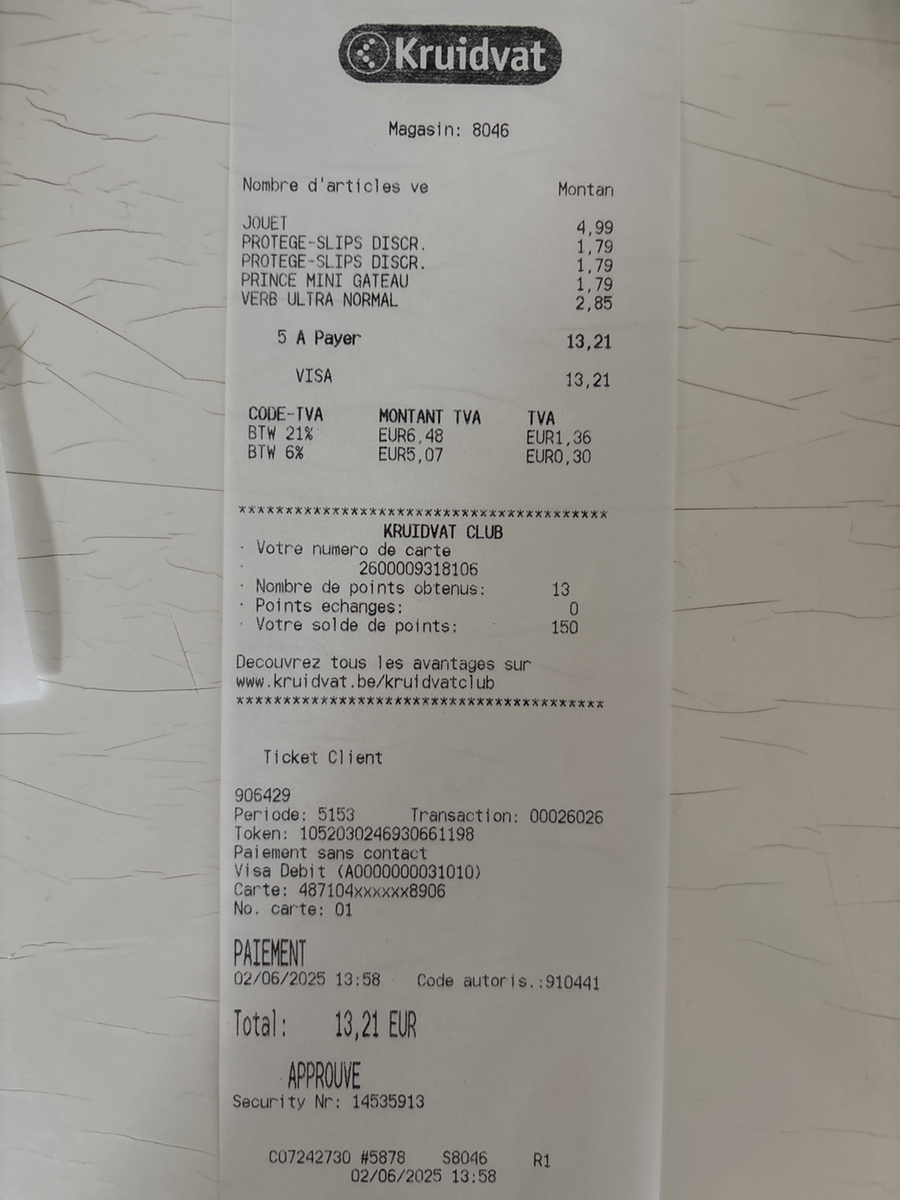 Kruidvat
Magasin: 8046
Nombre d'articles ve Montan
JOUET 4,99
PROTEGE-SLIPS DISCR. 1,79
PROTEGE-SLIPS DISCR. 1,79
PRINCE MINI GATEAU 1,79
VERB ULTRA NORMAL 2,85
5 A Payer 13,21
VISA 13,21
CODE-TVA MONTANT TVA TVA
BTW 21% EUR6,48 EUR1,36
BTW 6% EUR5,07 EUR0,30
****************************************
KRUIDVAT CLUB
· Votre numero de carte
· 2600009318106
· Nombre de points obtenus: 13
· Points echanges: 0
· Votre solde de points: 150
Decouvrez tous les avantages sur
www.kruidvat.be/kruidvatclub
****************************************
Ticket Client
906429
Periode: 5153 Transaction: 00026026
Token: 1052030246930661198
Paiement sans contact
Visa Debit (A0000000031010)
Carte: 487104xxxxxx8906
No. carte: 01
PAIEMENT
02/06/2025 13:58 Code autoris.:910441
Total: 13,21 EUR
APPROUVE
Security Nr: 14535913
C07242730 #5878 S8046 R1
02/06/2025 13:58